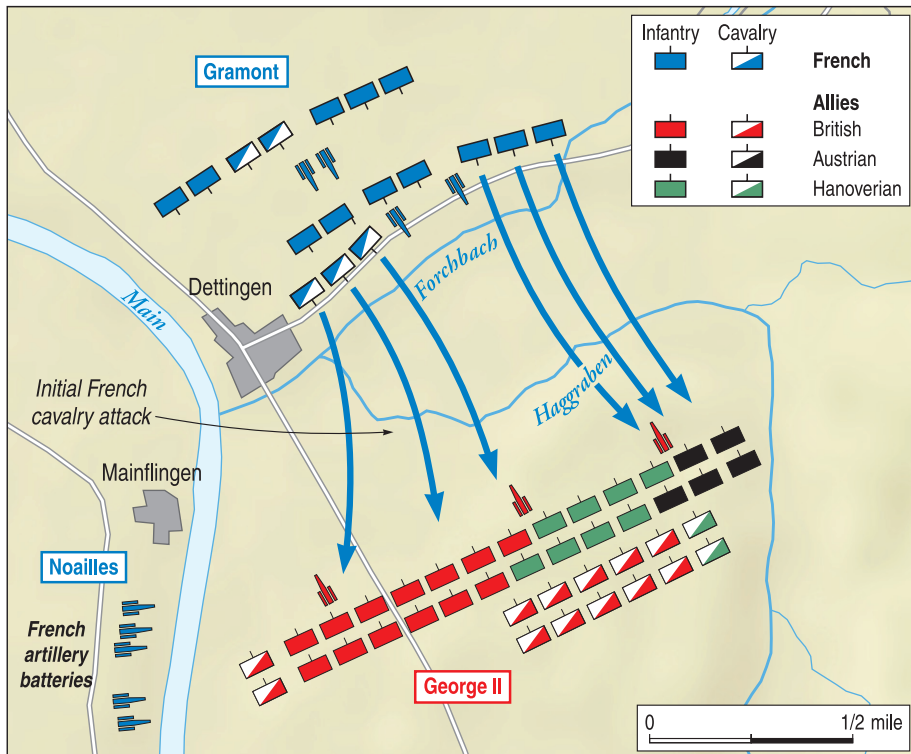 Gramont
Infantry Cavalry
French
Allies
British
Austrian
Hanoverian
Dettingen
Main
Forchbach
Haggraben
Initial French
cavalry attack
Mainflingen
Noailles
French
artillery
batteries
George II
0 1/2 mile